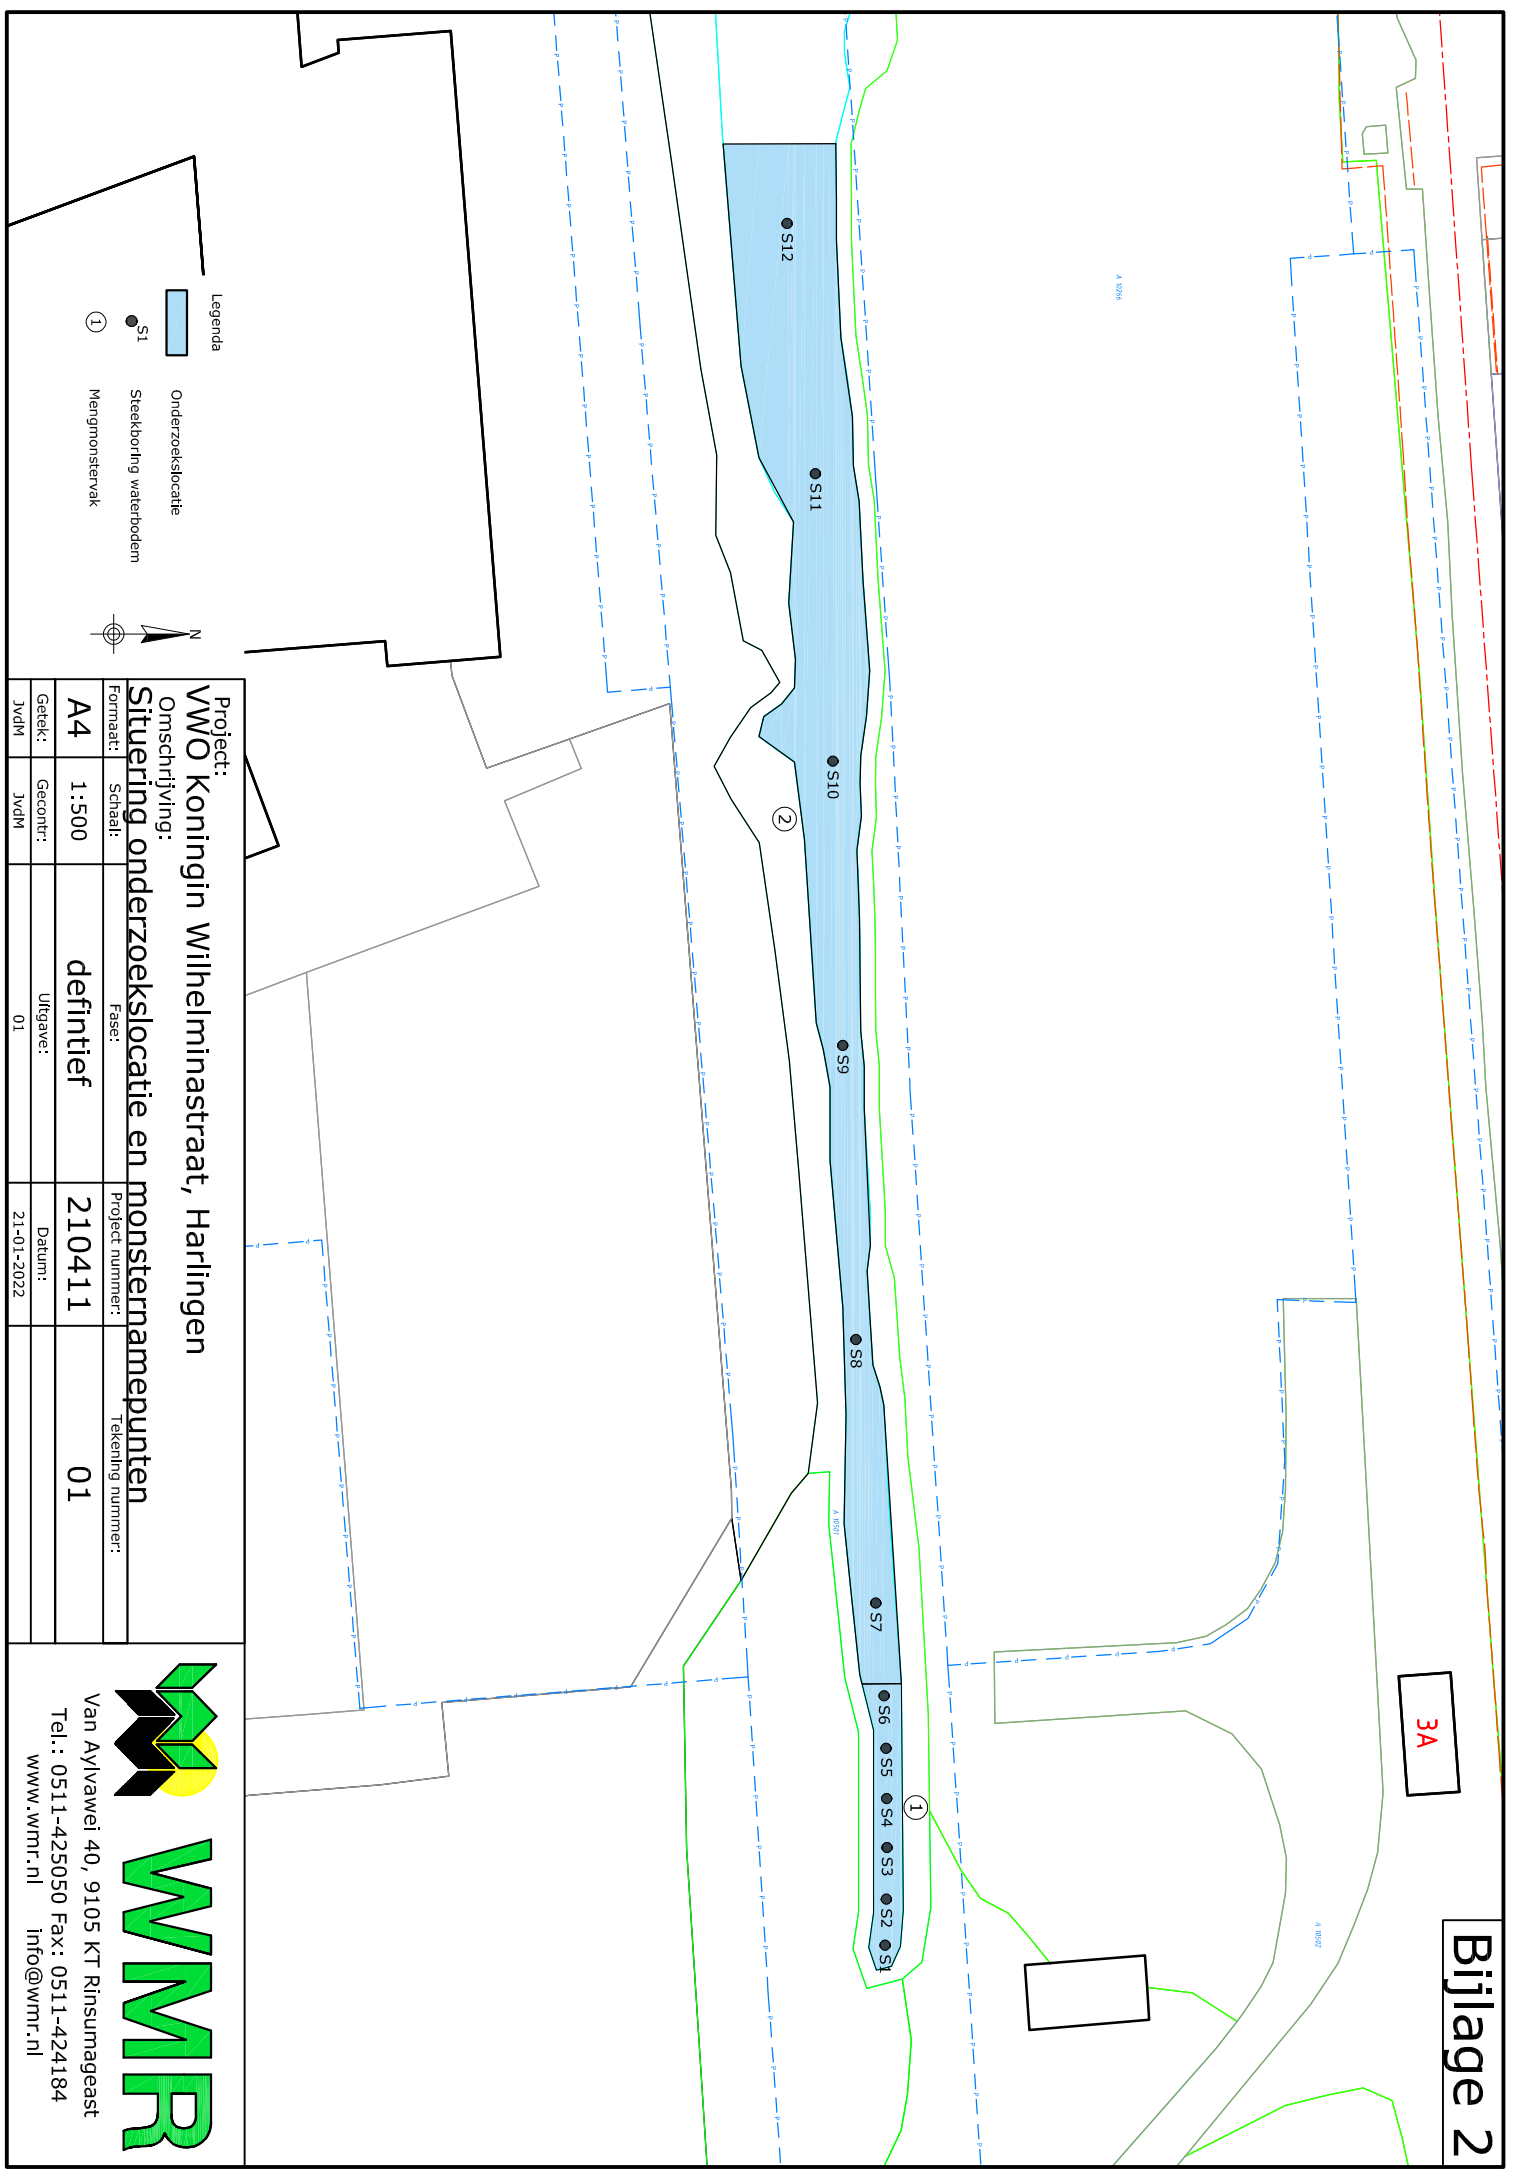 Bijlage 2
3A
A 10266
A 10502
A 10501
S12
S11
S10
S9
S8
S7
S6
S5
S4
S3
S2
S1
2
1
Legenda
Onderzoekslocatie
S1 Steekboring waterbodem
1 Mengmonstervak
N
Project:
VWO Koningin Wilhelminastraat, Harlingen
Omschrijving:
Situering onderzoekslocatie en monsternamepunten
Formaat: Schaal: Fase: Project nummer: Tekening nummer:
A4 1:500 defintief 210411 01
Getek: Gecontr: Uitgave: Datum:
JvdM JvdM 01 21-01-2022
WMR
Van Aylvawei 40, 9105 KT Rinsumageast
Tel.: 0511-425050 Fax: 0511-424184
www.wmr.nl info@wmr.nl